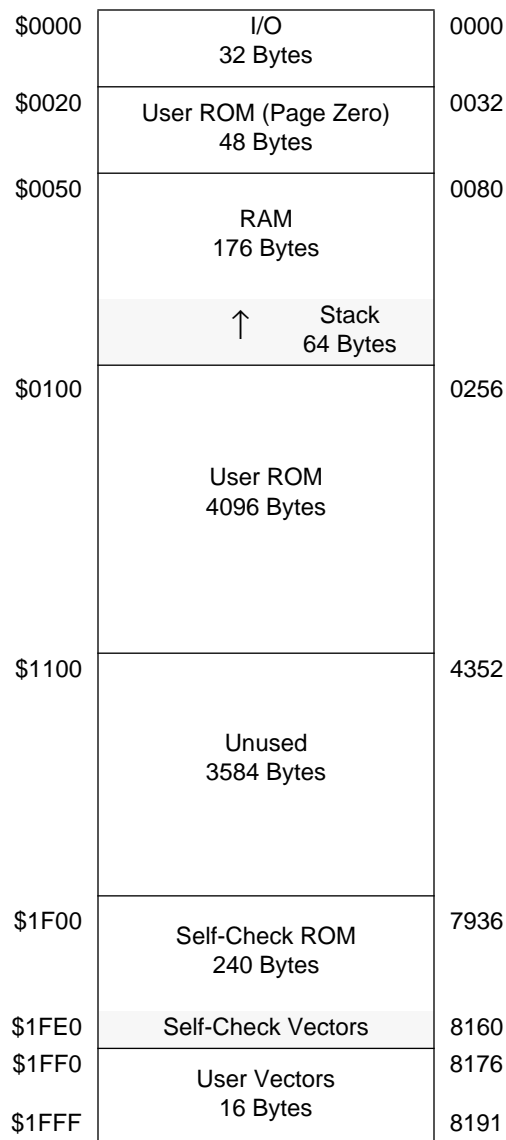 $0000 I/O 0000
32 Bytes
$0020 User ROM (Page Zero) 0032
48 Bytes
$0050 0080
RAM
176 Bytes
↑ Stack
64 Bytes
$0100 0256
User ROM
4096 Bytes
$1100 4352
Unused
3584 Bytes
$1F00 7936
Self-Check ROM
240 Bytes
$1FE0 Self-Check Vectors 8160
$1FF0 8176
User Vectors
16 Bytes
$1FFF 8191